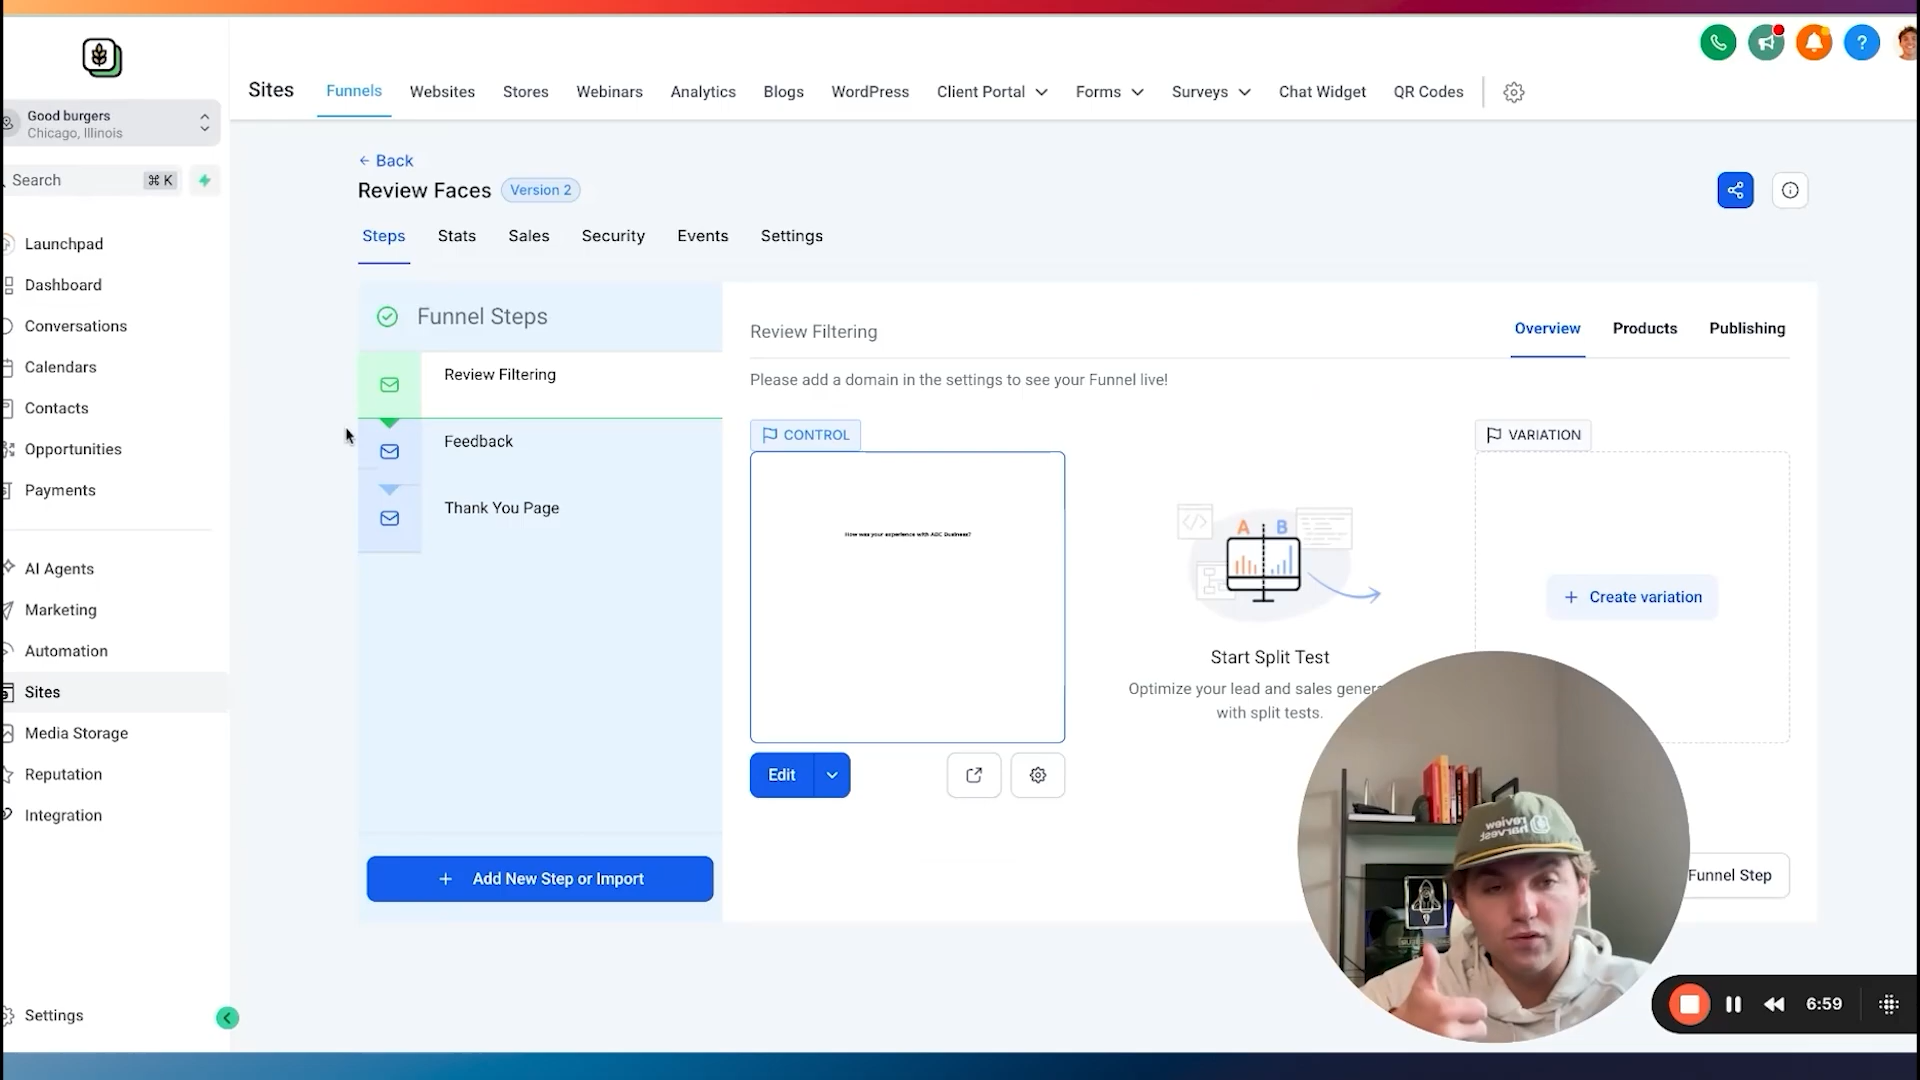 Sites
Funnels
Websites
Stores
Webinars
Analytics
Blogs
WordPress
Client Portal
Forms
Surveys
Chat Widget
QR Codes
?
Good burgers
Chicago, Illinois
Search
⌘ K
Launchpad
Dashboard
Conversations
Calendars
Contacts
Opportunities
Payments
AI Agents
Marketing
Automation
Sites
Media Storage
Reputation
Integration
Settings
← Back
Review Faces
Version 2
Steps
Stats
Sales
Security
Events
Settings
Funnel Steps
Review Filtering
Feedback
Thank You Page
+ Add New Step or Import
Review Filtering
Overview
Products
Publishing
Please add a domain in the settings to see your Funnel live!
CONTROL
How was your experience with ABC Business?
Edit
A B
Start Split Test
Optimize your lead and sales genera
with split tests.
VARIATION
+ Create variation
Funnel Step
review
harvest
6:59